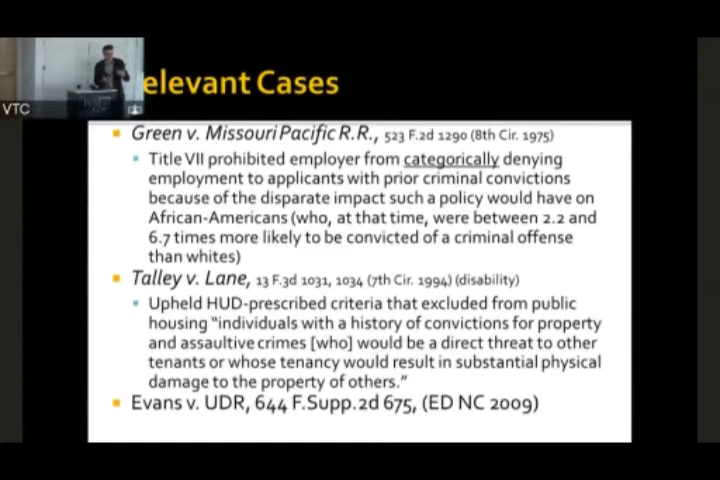 elevant Cases
VTC
Green v. Missouri Pacific R.R., 523 F.2d 1290 (8th Cir. 1975)
Title VII prohibited employer from categorically denying
employment to applicants with prior criminal convictions
because of the disparate impact such a policy would have on
African-Americans (who, at that time, were between 2.2 and
6.7 times more likely to be convicted of a criminal offense
than whites)
Talley v. Lane, 13 F.3d 1031, 1034 (7th Cir. 1994) (disability)
Upheld HUD-prescribed criteria that excluded from public
housing “individuals with a history of convictions for property
and assaultive crimes [who] would be a direct threat to other
tenants or whose tenancy would result in substantial physical
damage to the property of others.”
Evans v. UDR, 644 F.Supp.2d 675, (ED NC 2009)